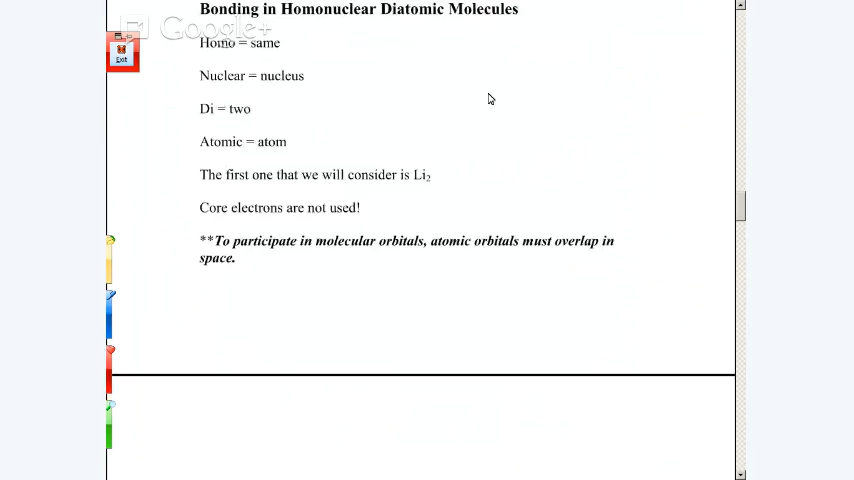 Bonding in Homonuclear Diatomic Molecules
Google+
Homo = same
Exit
Nuclear = nucleus
Di = two
Atomic = atom
The first one that we will consider is Li₂
Core electrons are not used!
**To participate in molecular orbitals, atomic orbitals must overlap in
space.